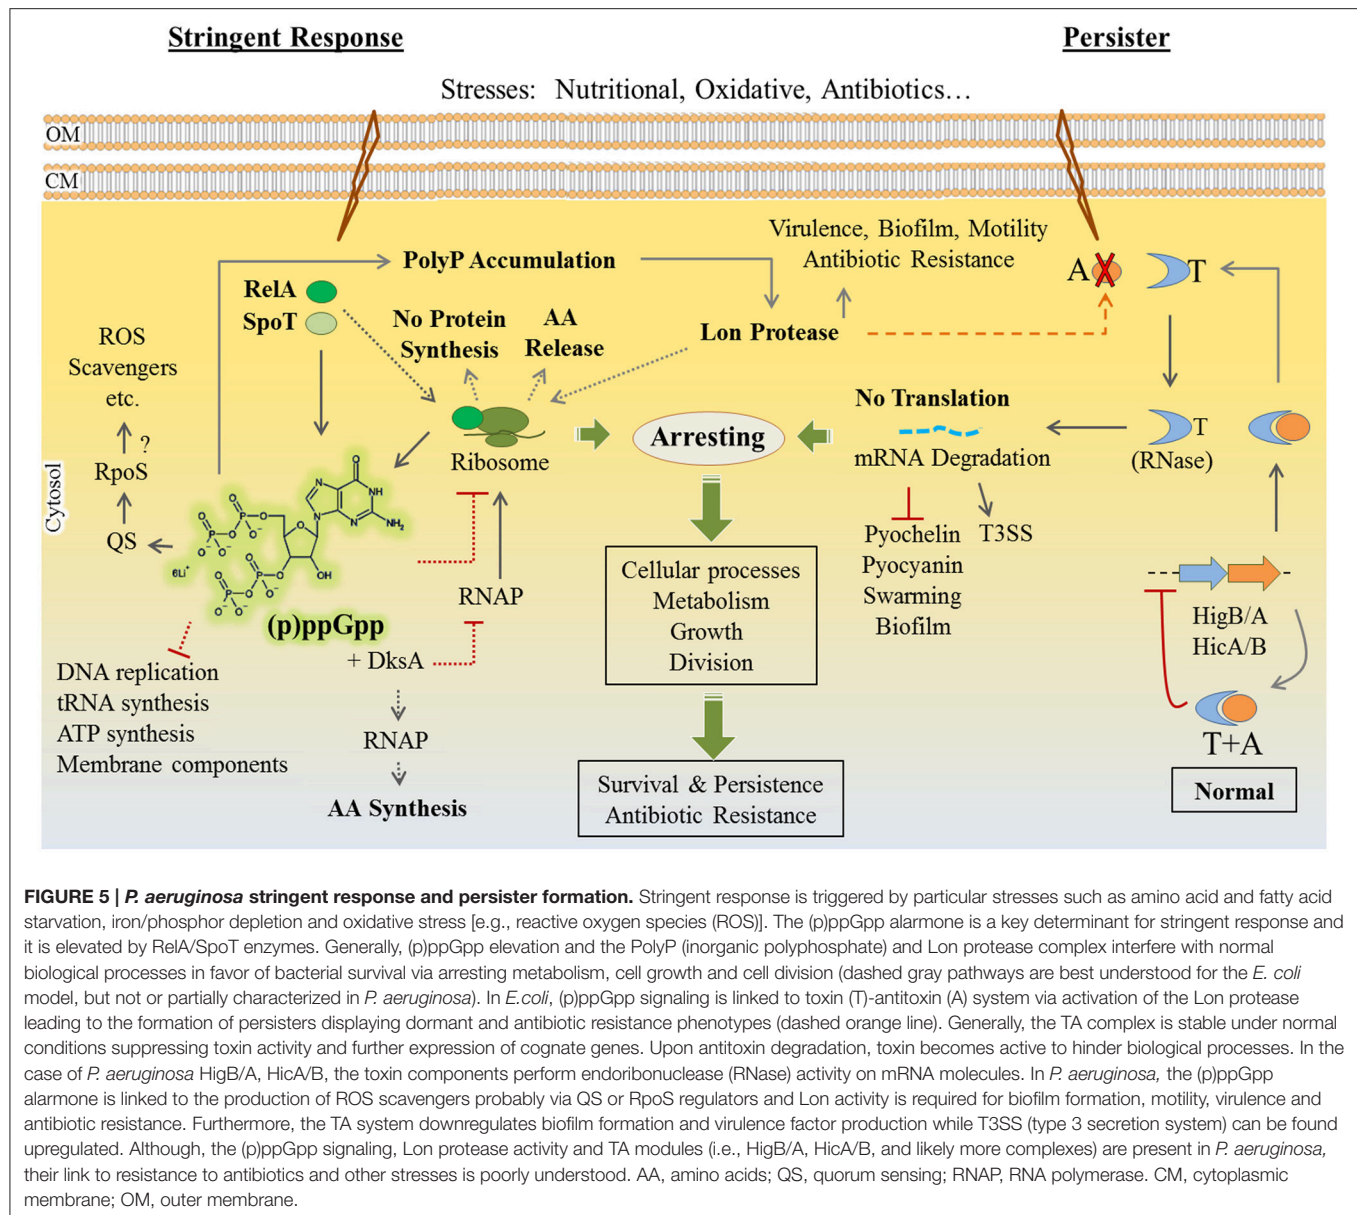 Stringent Response
Persister
Stresses: Nutritional, Oxidative, Antibiotics…
OM
CM
Cytosol
Virulence, Biofilm, Motility
Antibiotic Resistance
PolyP Accumulation
A
T
RelA
SpoT
No Protein
Synthesis
AA
Release
Lon Protease
ROS
Scavengers
etc.
?
RpoS
QS
Ribosome
Arresting
No Translation
mRNA Degradation
T
(RNase)
Pyochelin
Pyocyanin
Swarming
Biofilm
T3SS
O
N
NH
N
N
NH₂
O
O
OH
O
O
P
O
P
O⁻
O⁻
O⁻
6Li⁺
(p)ppGpp
+ DksA
RNAP
RNAP
AA Synthesis
DNA replication
tRNA synthesis
ATP synthesis
Membrane components
Cellular processes
Metabolism
Growth
Division
Survival & Persistence
Antibiotic Resistance
HigB/A
HicA/B
T+A
Normal
FIGURE 5 | P. aeruginosa stringent response and persister formation. Stringent response is triggered by particular stresses such as amino acid and fatty acid
starvation, iron/phosphor depletion and oxidative stress [e.g., reactive oxygen species (ROS)]. The (p)ppGpp alarmone is a key determinant for stringent response and
it is elevated by RelA/SpoT enzymes. Generally, (p)ppGpp elevation and the PolyP (inorganic polyphosphate) and Lon protease complex interfere with normal
biological processes in favor of bacterial survival via arresting metabolism, cell growth and cell division (dashed gray pathways are best understood for the E. coli
model, but not or partially characterized in P. aeruginosa). In E.coli, (p)ppGpp signaling is linked to toxin (T)-antitoxin (A) system via activation of the Lon protease
leading to the formation of persisters displaying dormant and antibiotic resistance phenotypes (dashed orange line). Generally, the TA complex is stable under normal
conditions suppressing toxin activity and further expression of cognate genes. Upon antitoxin degradation, toxin becomes active to hinder biological processes. In the
case of P. aeruginosa HigB/A, HicA/B, the toxin components perform endoribonuclease (RNase) activity on mRNA molecules. In P. aeruginosa, the (p)ppGpp
alarmone is linked to the production of ROS scavengers probably via QS or RpoS regulators and Lon activity is required for biofilm formation, motility, virulence and
antibiotic resistance. Furthermore, the TA system downregulates biofilm formation and virulence factor production while T3SS (type 3 secretion system) can be found
upregulated. Although, the (p)ppGpp signaling, Lon protease activity and TA modules (i.e., HigB/A, HicA/B, and likely more complexes) are present in P. aeruginosa,
their link to resistance to antibiotics and other stresses is poorly understood. AA, amino acids; QS, quorum sensing; RNAP, RNA polymerase. CM, cytoplasmic
membrane; OM, outer membrane.